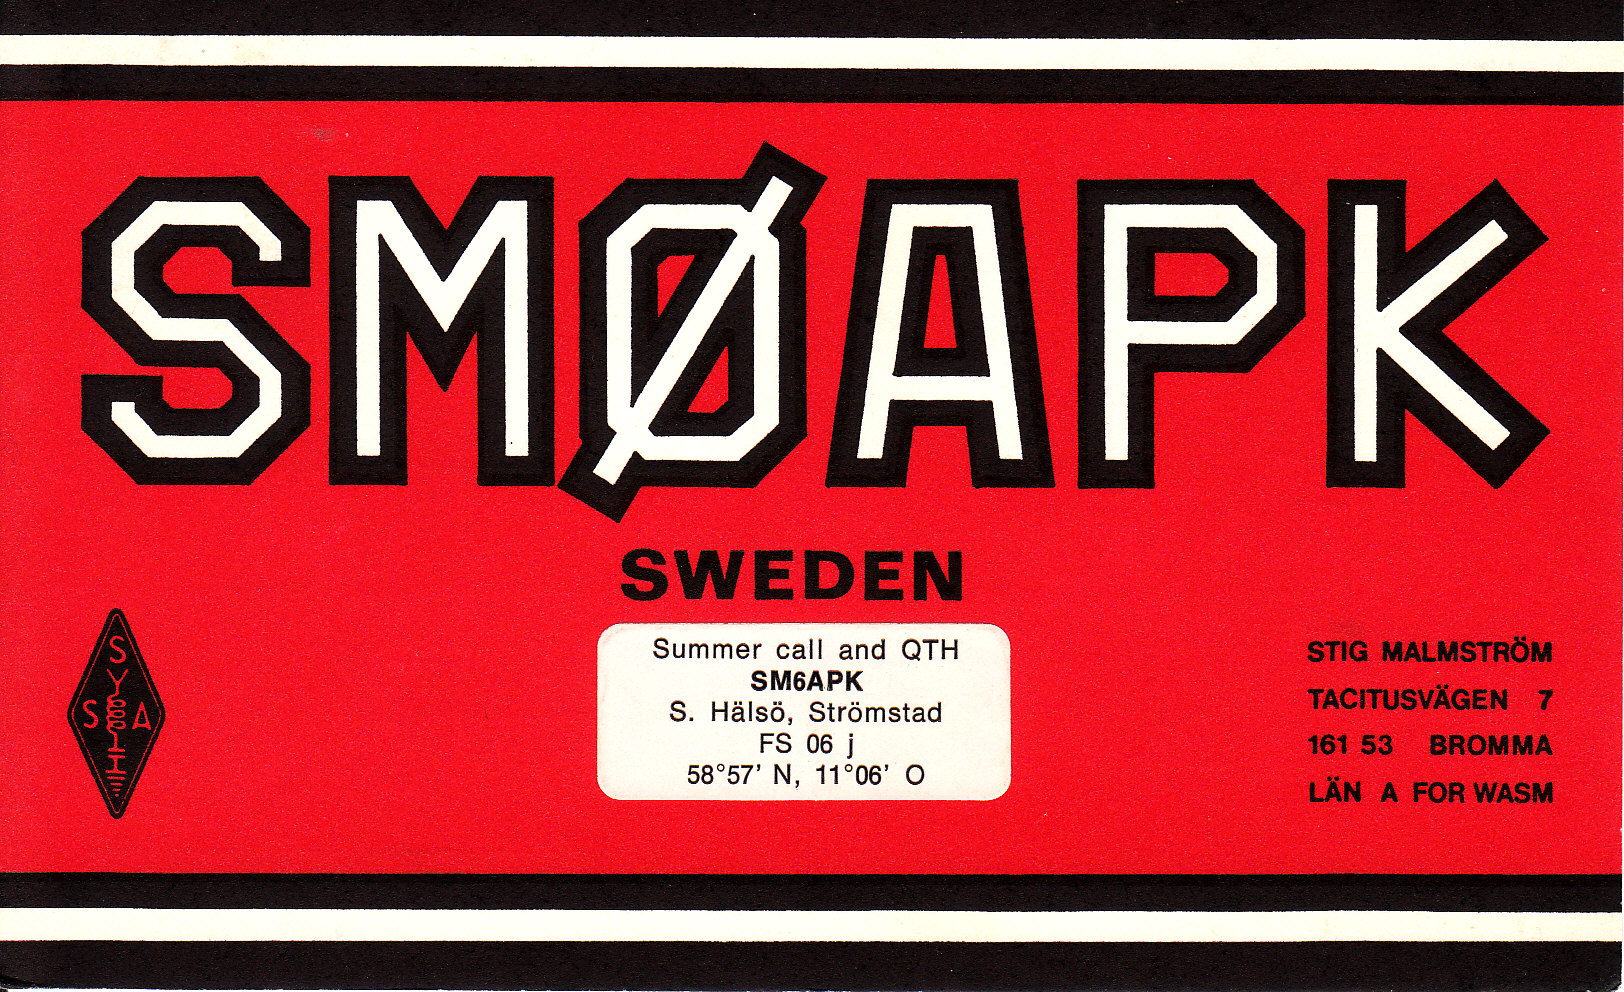 SMØAPK
SWEDEN
Summer call and QTH
SM6APK
S. Hälsö, Strömstad
FS 06 j
58°57' N, 11°06' O
STIG MALMSTRÖM
TACITUSVÄGEN 7
161 53 BROMMA
LÄN A FOR WASM
S
S A